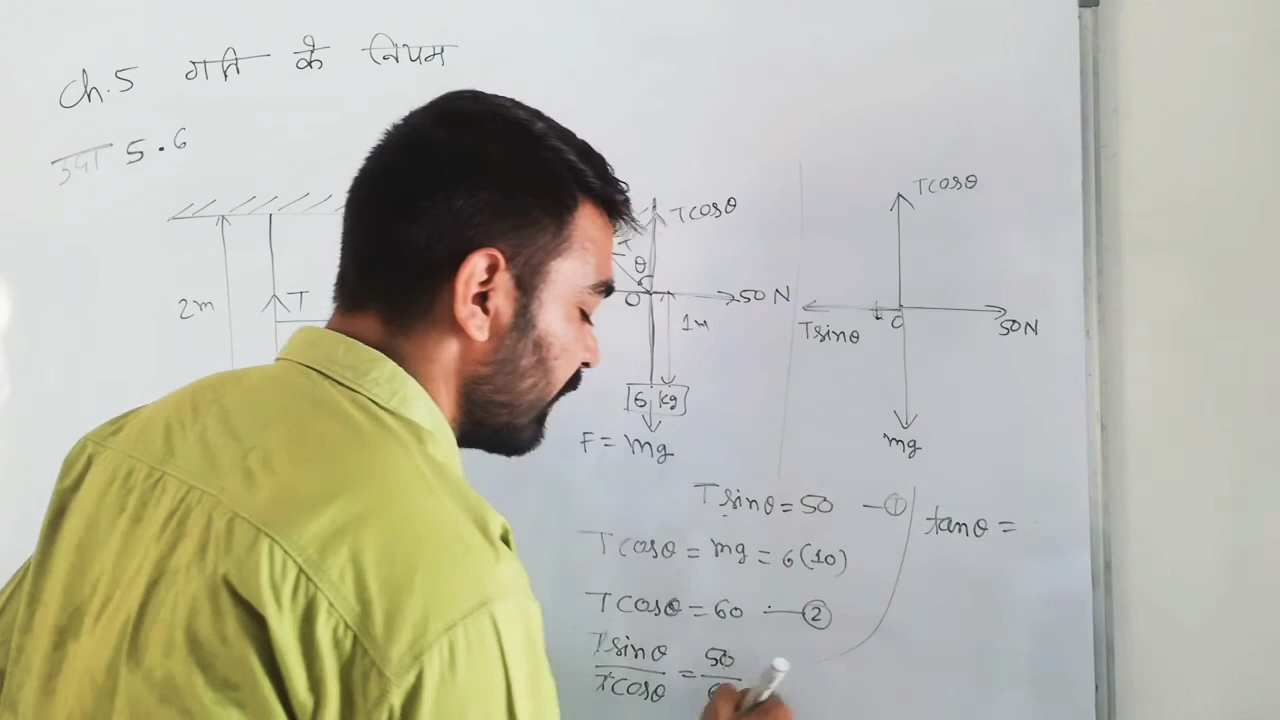 ch.5 गति के नियम
उदा 5.6
2m
T
T
θ
Tcosθ
O
50 N
1m
6 kg
F = mg
Tcosθ
Tsinθ
O
50N
mg
Tsinθ = 50 —①
Tcosθ = mg = 6(10)
Tcosθ = 60 —②
Tsinθ
Tcosθ
= 50
tanθ =